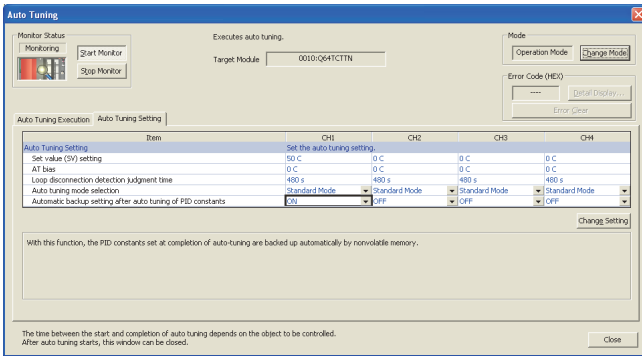 Auto Tuning
Monitor Status
Monitoring
Start Monitor
Stop Monitor
Executes auto tuning.
Target Module 0010:Q64TCTTN
Mode
Operation Mode Change Mode
Error Code (HEX)
---- Detail Display...
Error Clear
Auto Tuning Execution Auto Tuning Setting
Item CH1 CH2 CH3 CH4
Auto Tuning Setting Set the auto tuning setting.
Set value (SV) setting 50 C 0 C 0 C 0 C
AT bias 0 C 0 C 0 C 0 C
Loop disconnection detection judgment time 480 s 480 s 480 s 480 s
Auto tuning mode selection Standard Mode Standard Mode Standard Mode Standard Mode
Automatic backup setting after auto tuning of PID constants ON OFF OFF OFF
Change Setting
With this function, the PID constants set at completion of auto-tuning are backed up automatically by nonvolatile memory.
The time between the start and completion of auto tuning depends on the object to be controlled.
After auto tuning starts, this window can be closed.
Close